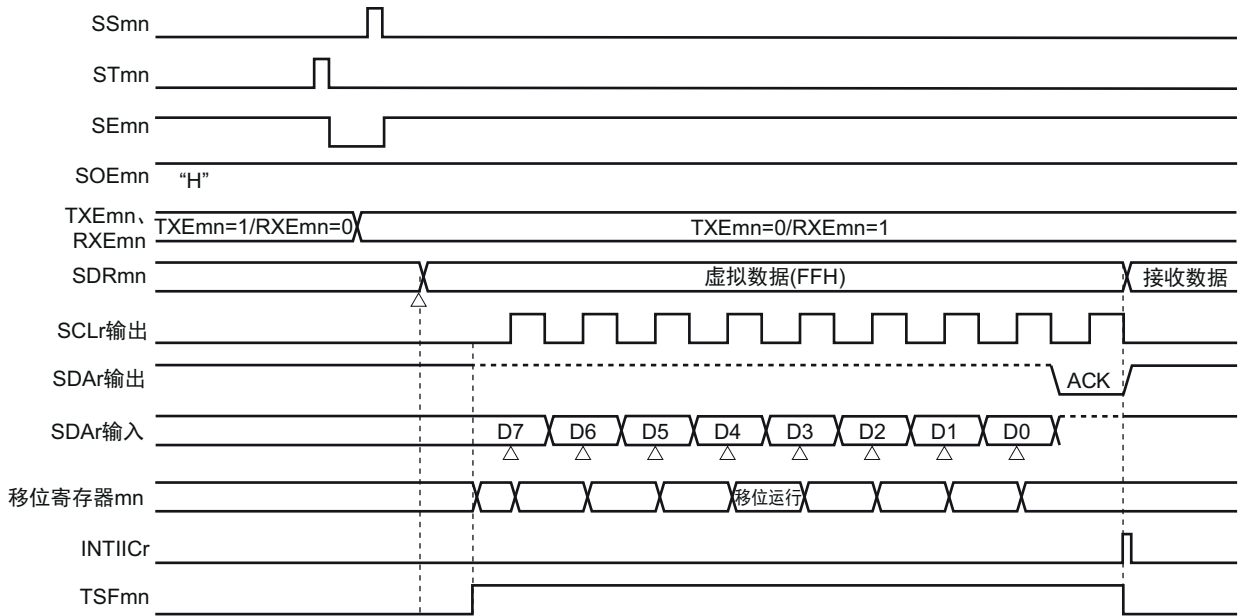 SSmn
STmn
SEmn
SOEmn “H”
TXEmn、
RXEmn
TXEmn=1/RXEmn=0 TXEmn=0/RXEmn=1
SDRmn 虚拟数据(FFH) 接收数据
SCLr输出
SDAr输出 ACK
SDAr输入 D7 D6 D5 D4 D3 D2 D1 D0
移位寄存器mn 移位运行
INTIICr
TSFmn